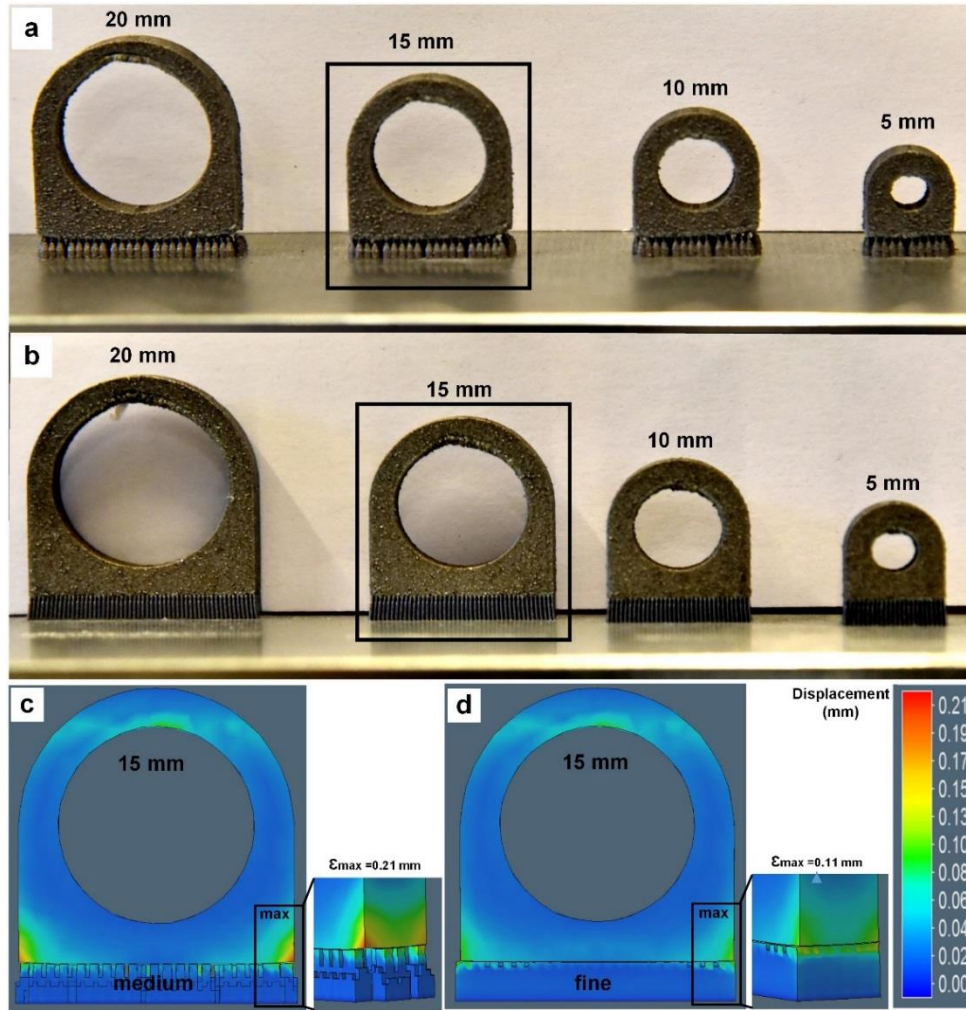 a
20 mm
15 mm
10 mm
5 mm
b
20 mm
15 mm
10 mm
5 mm
c
15 mm
εmax =0.21 mm
max
medium
d
15 mm
εmax =0.11 mm
max
fine
Displacement
(mm)
0.21
0.19
0.17
0.15
0.13
0.10
0.08
0.06
0.04
0.02
0.00